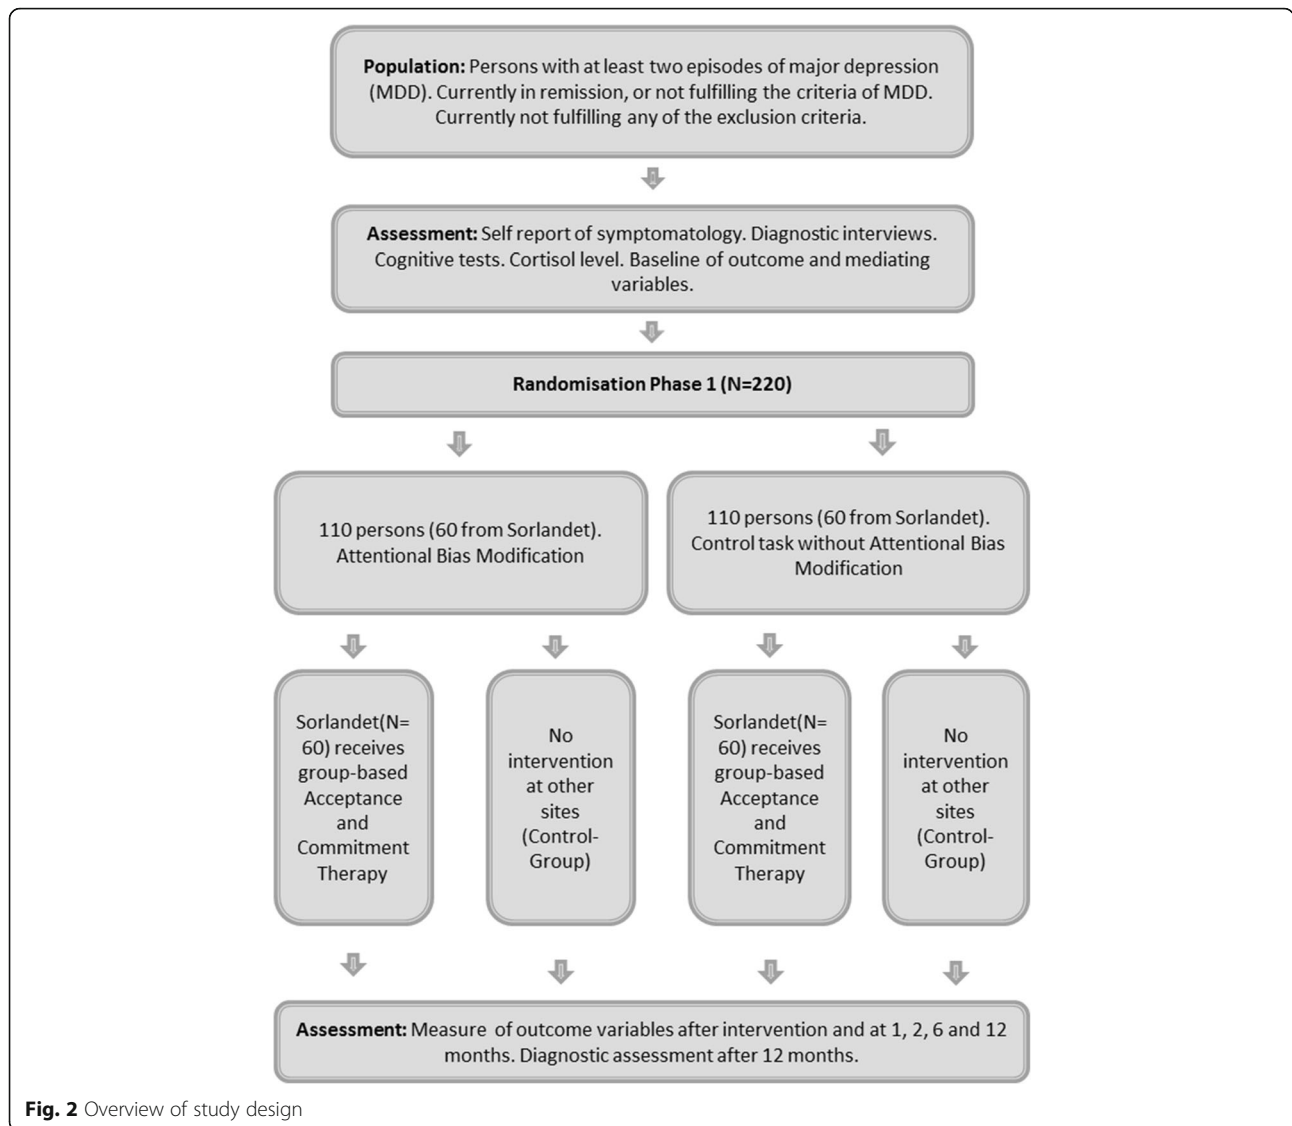 Population: Persons with at least two episodes of major depression
(MDD). Currently in remission, or not fulfilling the criteria of MDD.
Currently not fulfilling any of the exclusion criteria.
Assessment: Self report of symptomatology. Diagnostic interviews.
Cognitive tests. Cortisol level. Baseline of outcome and mediating
variables.
Randomisation Phase 1 (N=220)
110 persons (60 from Sorlandet).
Attentional Bias Modification
110 persons (60 from Sorlandet).
Control task without Attentional Bias
Modification
Sorlandet(N=
60) receives
group-based
Acceptance
and
Commitment
Therapy
No
intervention
at other
sites
(Control-
Group)
Sorlandet(N=
60) receives
group-based
Acceptance
and
Commitment
Therapy
No
intervention
at other
sites
(Control-
Group)
Assessment: Measure of outcome variables after intervention and at 1, 2, 6 and 12
months. Diagnostic assessment after 12 months.
Fig. 2 Overview of study design